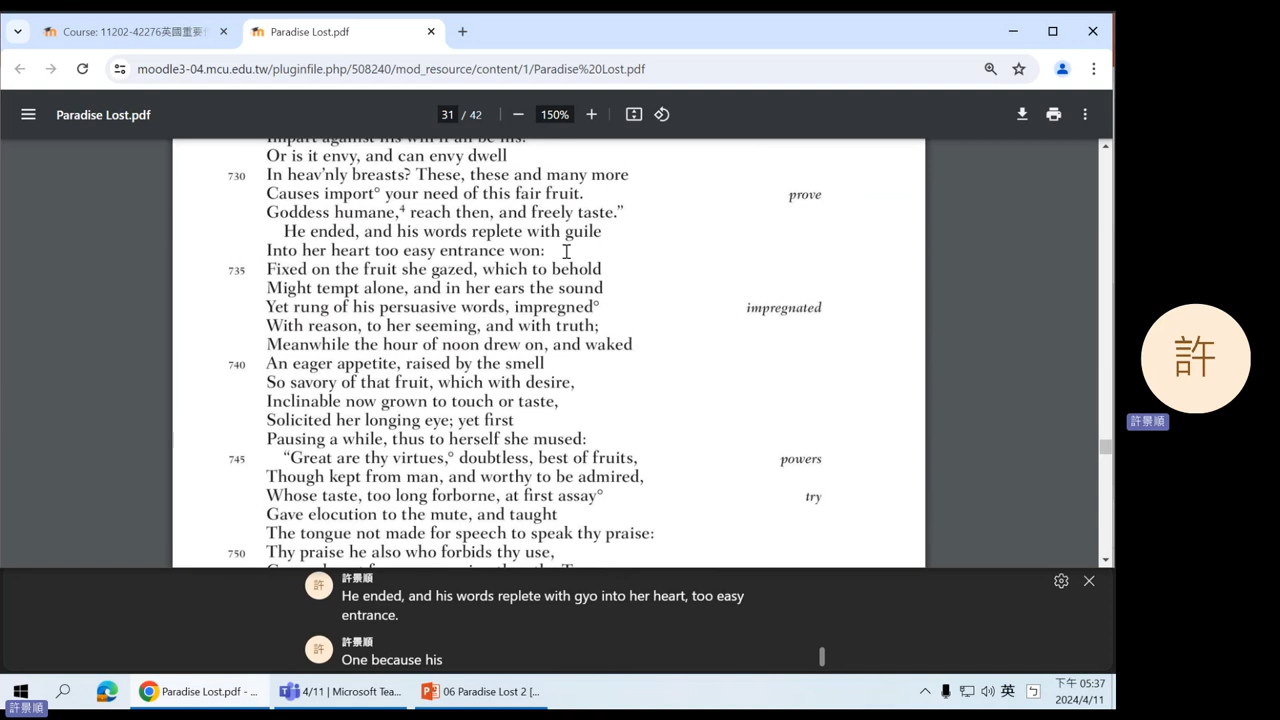 Course: 11202-42276英國重要
Paradise Lost.pdf
moodle3-04.mcu.edu.tw/pluginfile.php/508240/mod_resource/content/1/Paradise%20Lost.pdf
Paradise Lost.pdf
31 / 42
150%
Or is it envy, and can envy dwell
730 In heav'nly breasts? These, these and many more
Causes import° your need of this fair fruit. prove
Goddess humane,⁴ reach then, and freely taste.”
He ended, and his words replete with guile
Into her heart too easy entrance won:
735 Fixed on the fruit she gazed, which to behold
Might tempt alone, and in her ears the sound
Yet rung of his persuasive words, impregned° impregnated
With reason, to her seeming, and with truth;
Meanwhile the hour of noon drew on, and waked
740 An eager appetite, raised by the smell
So savory of that fruit, which with desire,
Inclinable now grown to touch or taste,
Solicited her longing eye; yet first
Pausing a while, thus to herself she mused:
745 “Great are thy virtues,° doubtless, best of fruits, powers
Though kept from man, and worthy to be admired,
Whose taste, too long forborne, at first assay° try
Gave elocution to the mute, and taught
The tongue not made for speech to speak thy praise:
750 Thy praise he also who forbids thy use,
許
許景順
許
許景順
He ended, and his words replete with gyo into her heart, too easy
entrance.
許
許景順
One because his
Paradise Lost.pdf - ...
4/11 | Microsoft Tea...
06 Paradise Lost 2 [...
英
下午 05:37
2024/4/11
許景順